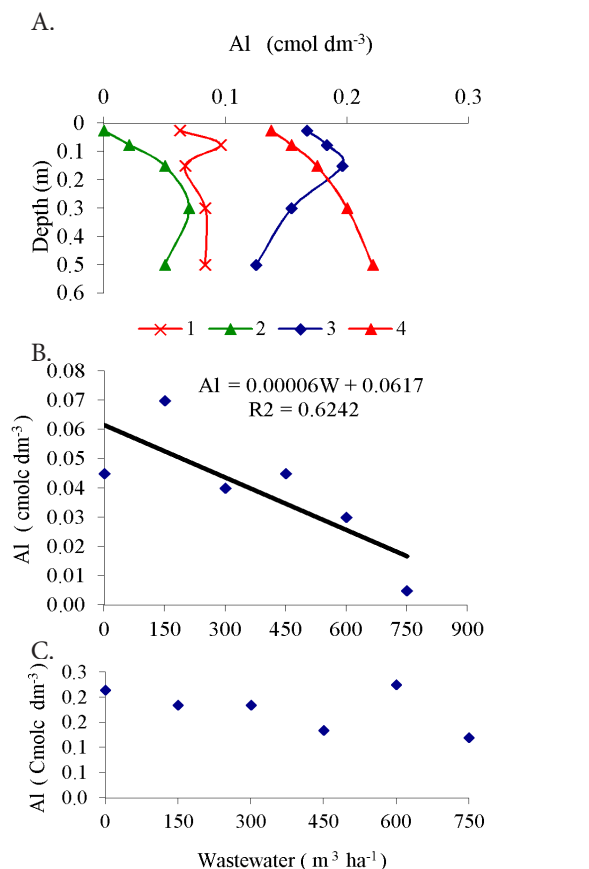 A.
Al (cmol dm-3)
0 0.1 0.2 0.3
0
0.1
0.2
0.3
0.4
0.5
0.6
Depth (m)
1 2 3 4
B.
0.08
0.07
0.06
0.05
0.04
0.03
0.02
0.01
0.00
Al ( cmolc dm-3)
Al = 0.00006W + 0.0617
R2 = 0.6242
0 150 300 450 600 750 900
C.
0.3
0.2
0.2
0.1
0.1
0.0
Al ( Cmolc dm-3)
0 150 300 450 600 750
Wastewater ( m3 ha-1)